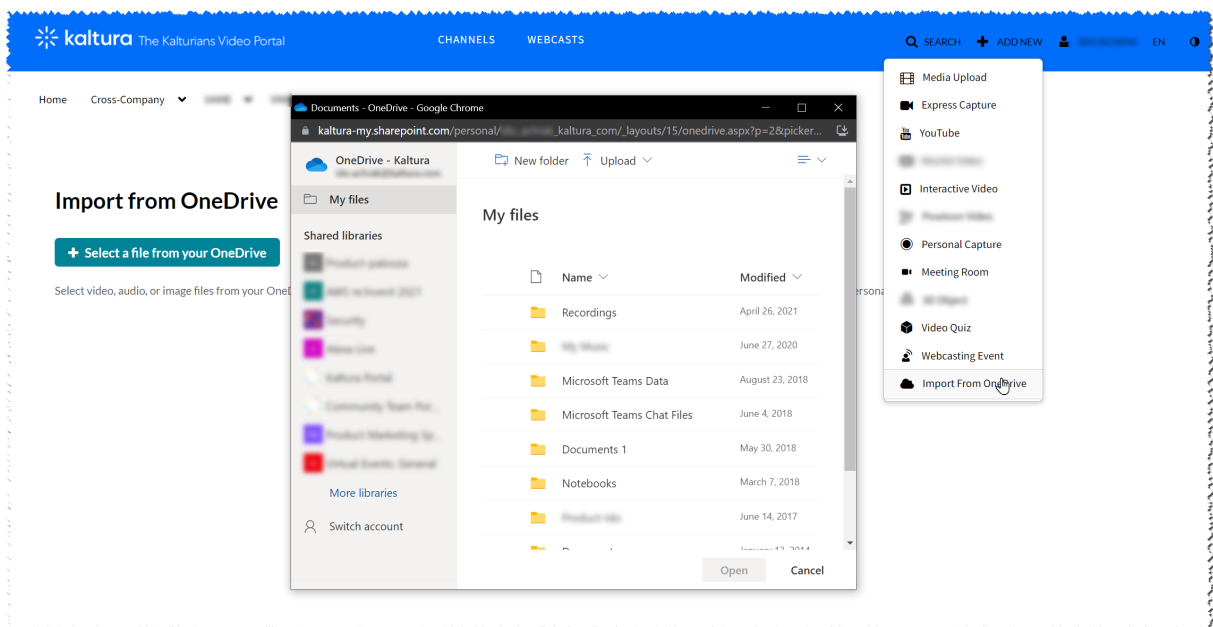 kaltura The Kalturians Video Portal
CHANNELS WEBCASTS
SEARCH ADD NEW EN
Home Cross-Company
Import from OneDrive
Select a file from your OneDrive
Select video, audio, or image files from your
Documents - OneDrive - Google Chrome
kaltura-my.sharepoint.com/personal/ _kaltura_com/_layouts/15/onedrive.aspx?p=2&picker...
OneDrive - Kaltura
My files
Shared libraries
More libraries
Switch account
New folder Upload
My files
Name Modified
Recordings April 26, 2021
June 27, 2020
Microsoft Teams Data August 23, 2018
Microsoft Teams Chat Files June 4, 2018
Documents 1 May 30, 2018
Notebooks March 7, 2018
June 14, 2017
Open Cancel
Media Upload
Express Capture
YouTube
Interactive Video
Personal Capture
Meeting Room
Video Quiz
Webcasting Event
Import From OneDrive